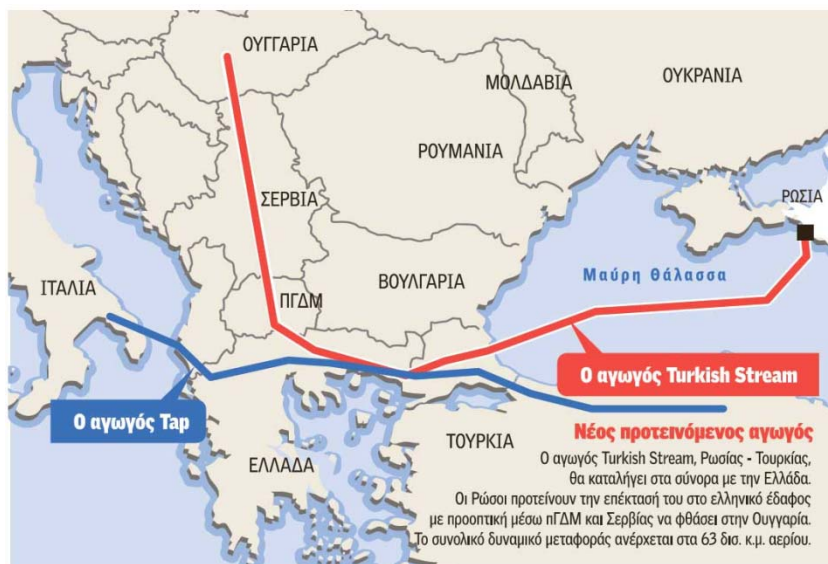 ΟΥΓΓΑΡΙΑ
ΜΟΛΔΑΒΙΑ
ΟΥΚΡΑΝΙΑ
ΡΟΥΜΑΝΙΑ
ΣΕΡΒΙΑ
ΡΩΣΙΑ
ΙΤΑΛΙΑ
ΠΓΔΜ
ΒΟΥΛΓΑΡΙΑ
Μαύρη Θάλασσα
Ο αγωγός Turkish Stream
Ο αγωγός Tap
ΕΛΛΑΔΑ
ΤΟΥΡΚΙΑ
Νέος προτεινόμενος αγωγός
Ο αγωγός Turkish Stream, Ρωσίας - Τουρκίας,
θα καταλήγει στα σύνορα με την Ελλάδα.
Οι Ρώσοι προτείνουν την επέκτασή του στο ελληνικό έδαφος
με προοπτική μέσω πΓΔΜ και Σερβίας να φθάσει στην Ουγγαρία.
Το συνολικό δυναμικό μεταφοράς ανέρχεται στα 63 δισ. κ.μ. αερίου.